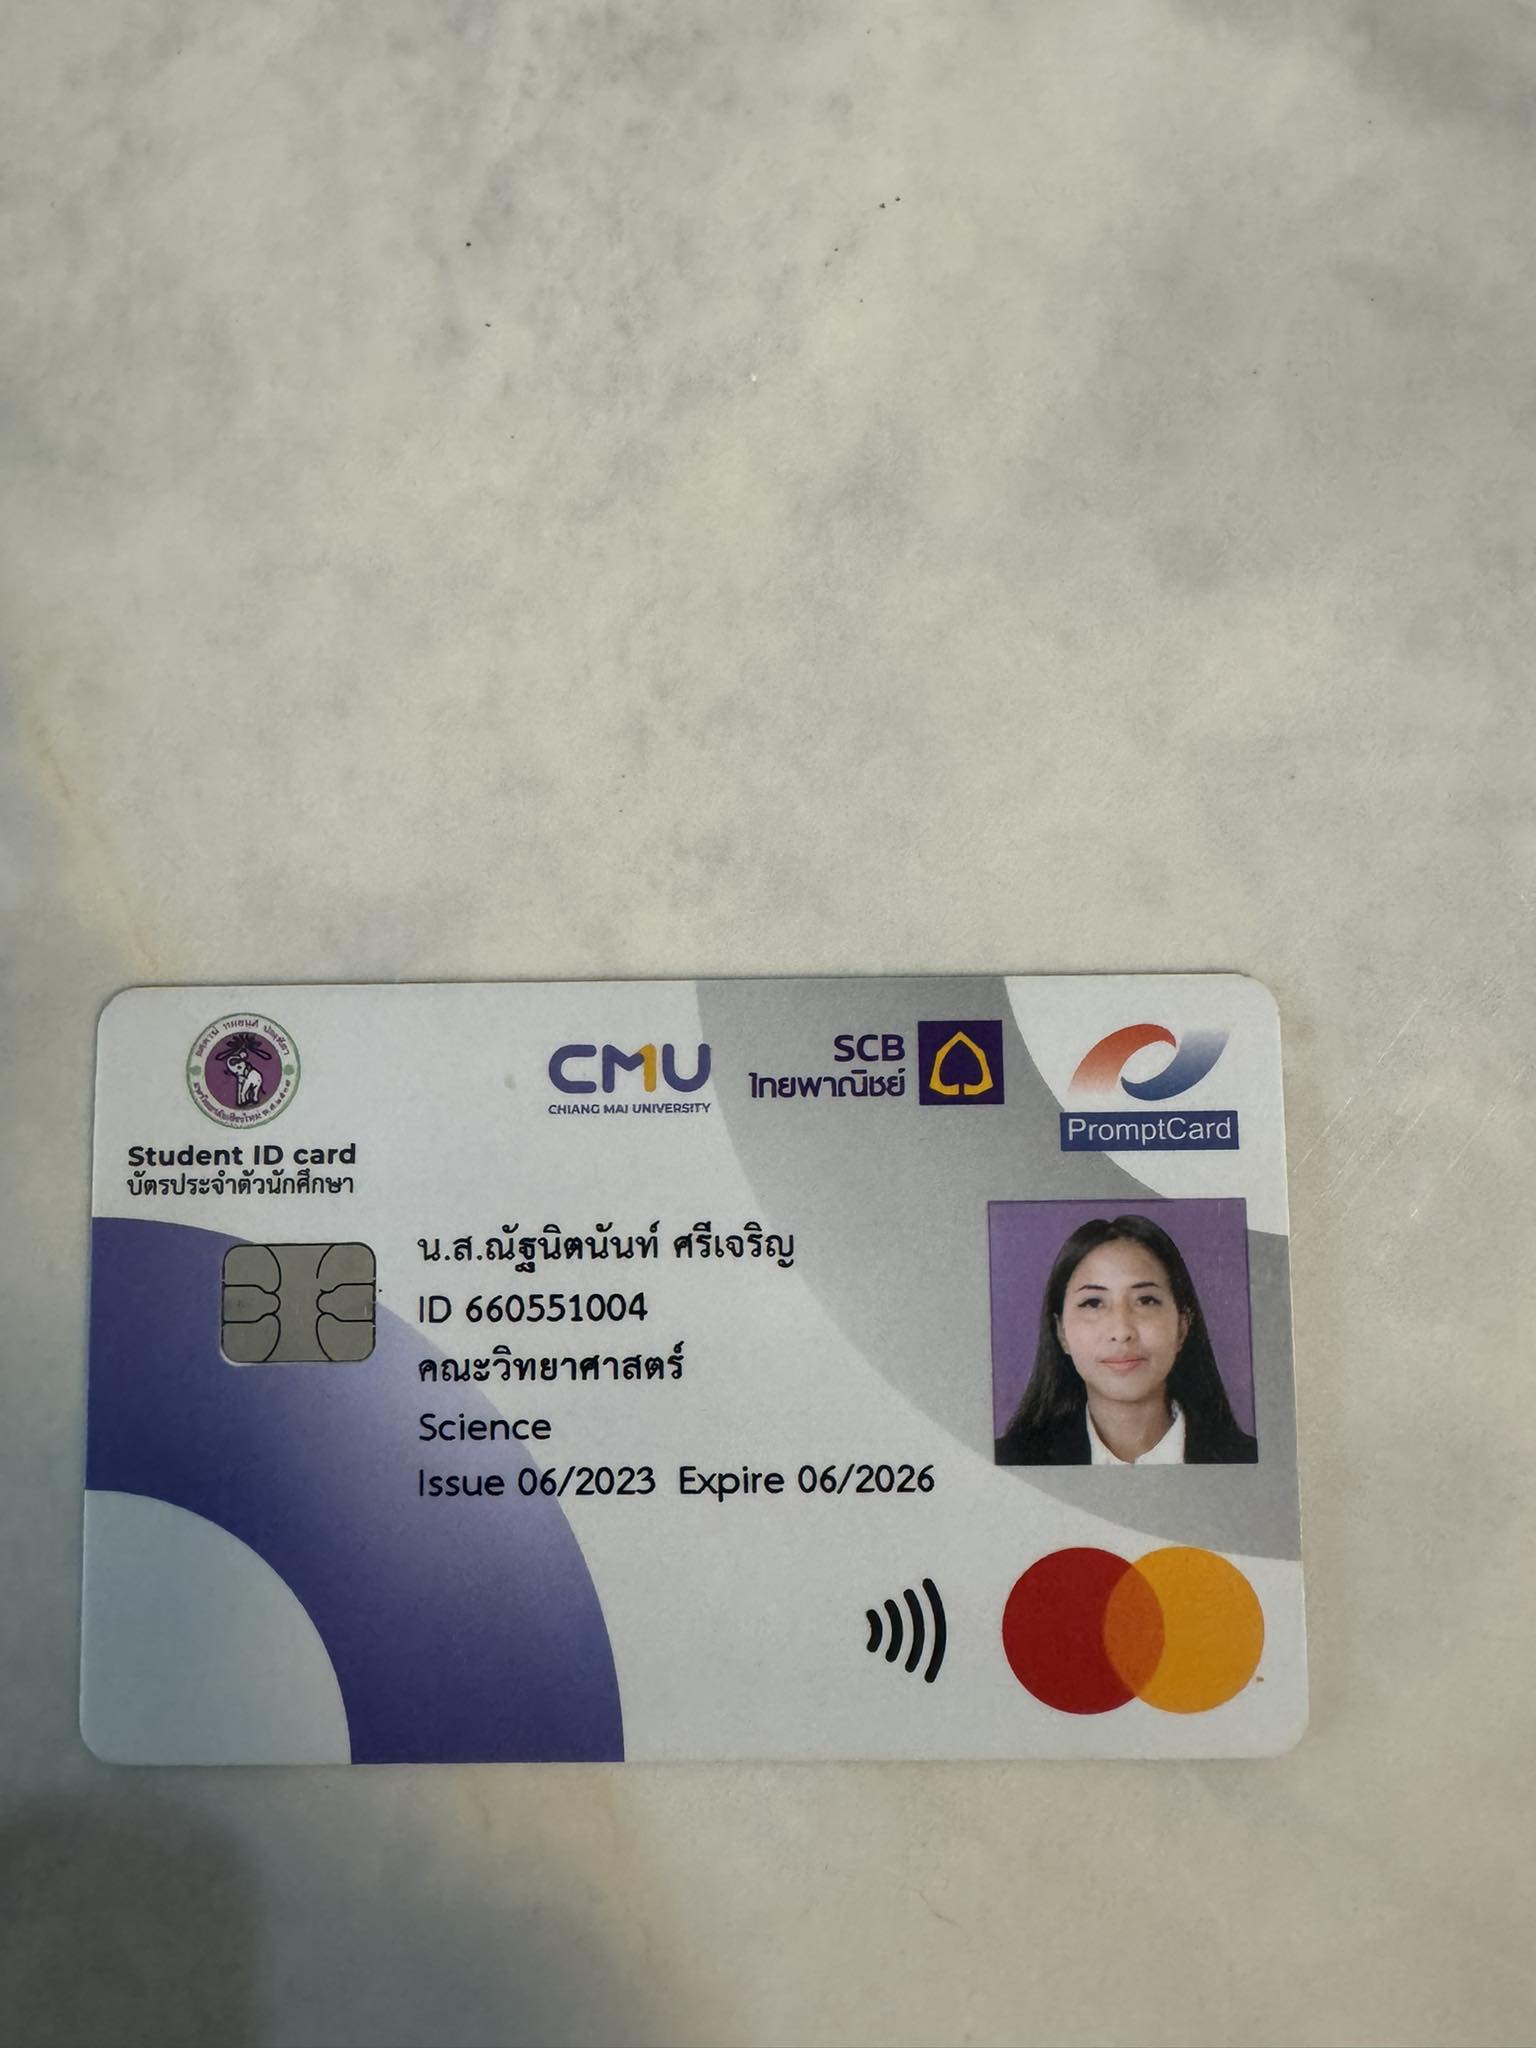 CMU
CHIANG MAI UNIVERSITY
SCB
ไทยพาณิชย์
PromptCard
Student ID card
บัตรประจำตัวนักศึกษา
น.ส.ณัฐนิตนันท์ ศรีเจริญ
ID 660551004
คณะวิทยาศาสตร์
Science
Issue 06/2023 Expire 06/2026